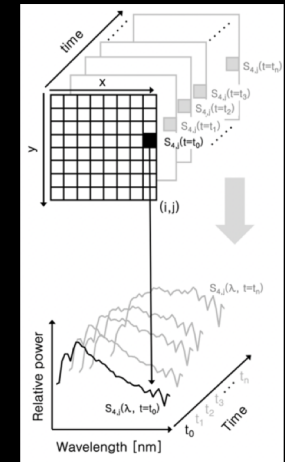 time
S₄,ⱼ(t=tₙ)
x
S₄,ⱼ(t=t₃)
S₄,ⱼ(t=t₂)
S₄,ⱼ(t=t₁)
y
S₄,ⱼ(t=t₀)
(i,j)
S₄,ⱼ(λ, t=tₙ)
Relative power
S₄,ⱼ(λ, t=t₀)
t₀
t₁
t₂
t₃
tₙ
Time
Wavelength [nm]